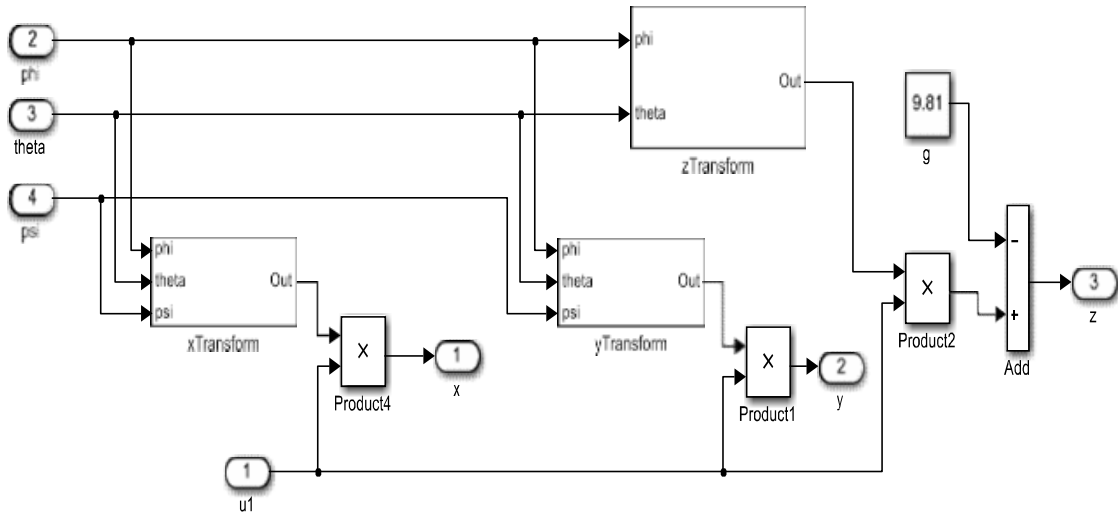 2
phi
3
theta
4
psi
phi
theta
Out
zTransform
9.81
g
phi
theta
psi
Out
xTransform
X
Product4
1
x
phi
theta
psi
Out
yTransform
X
Product1
2
y
X
Product2
-
+
Add
3
z
1
u1